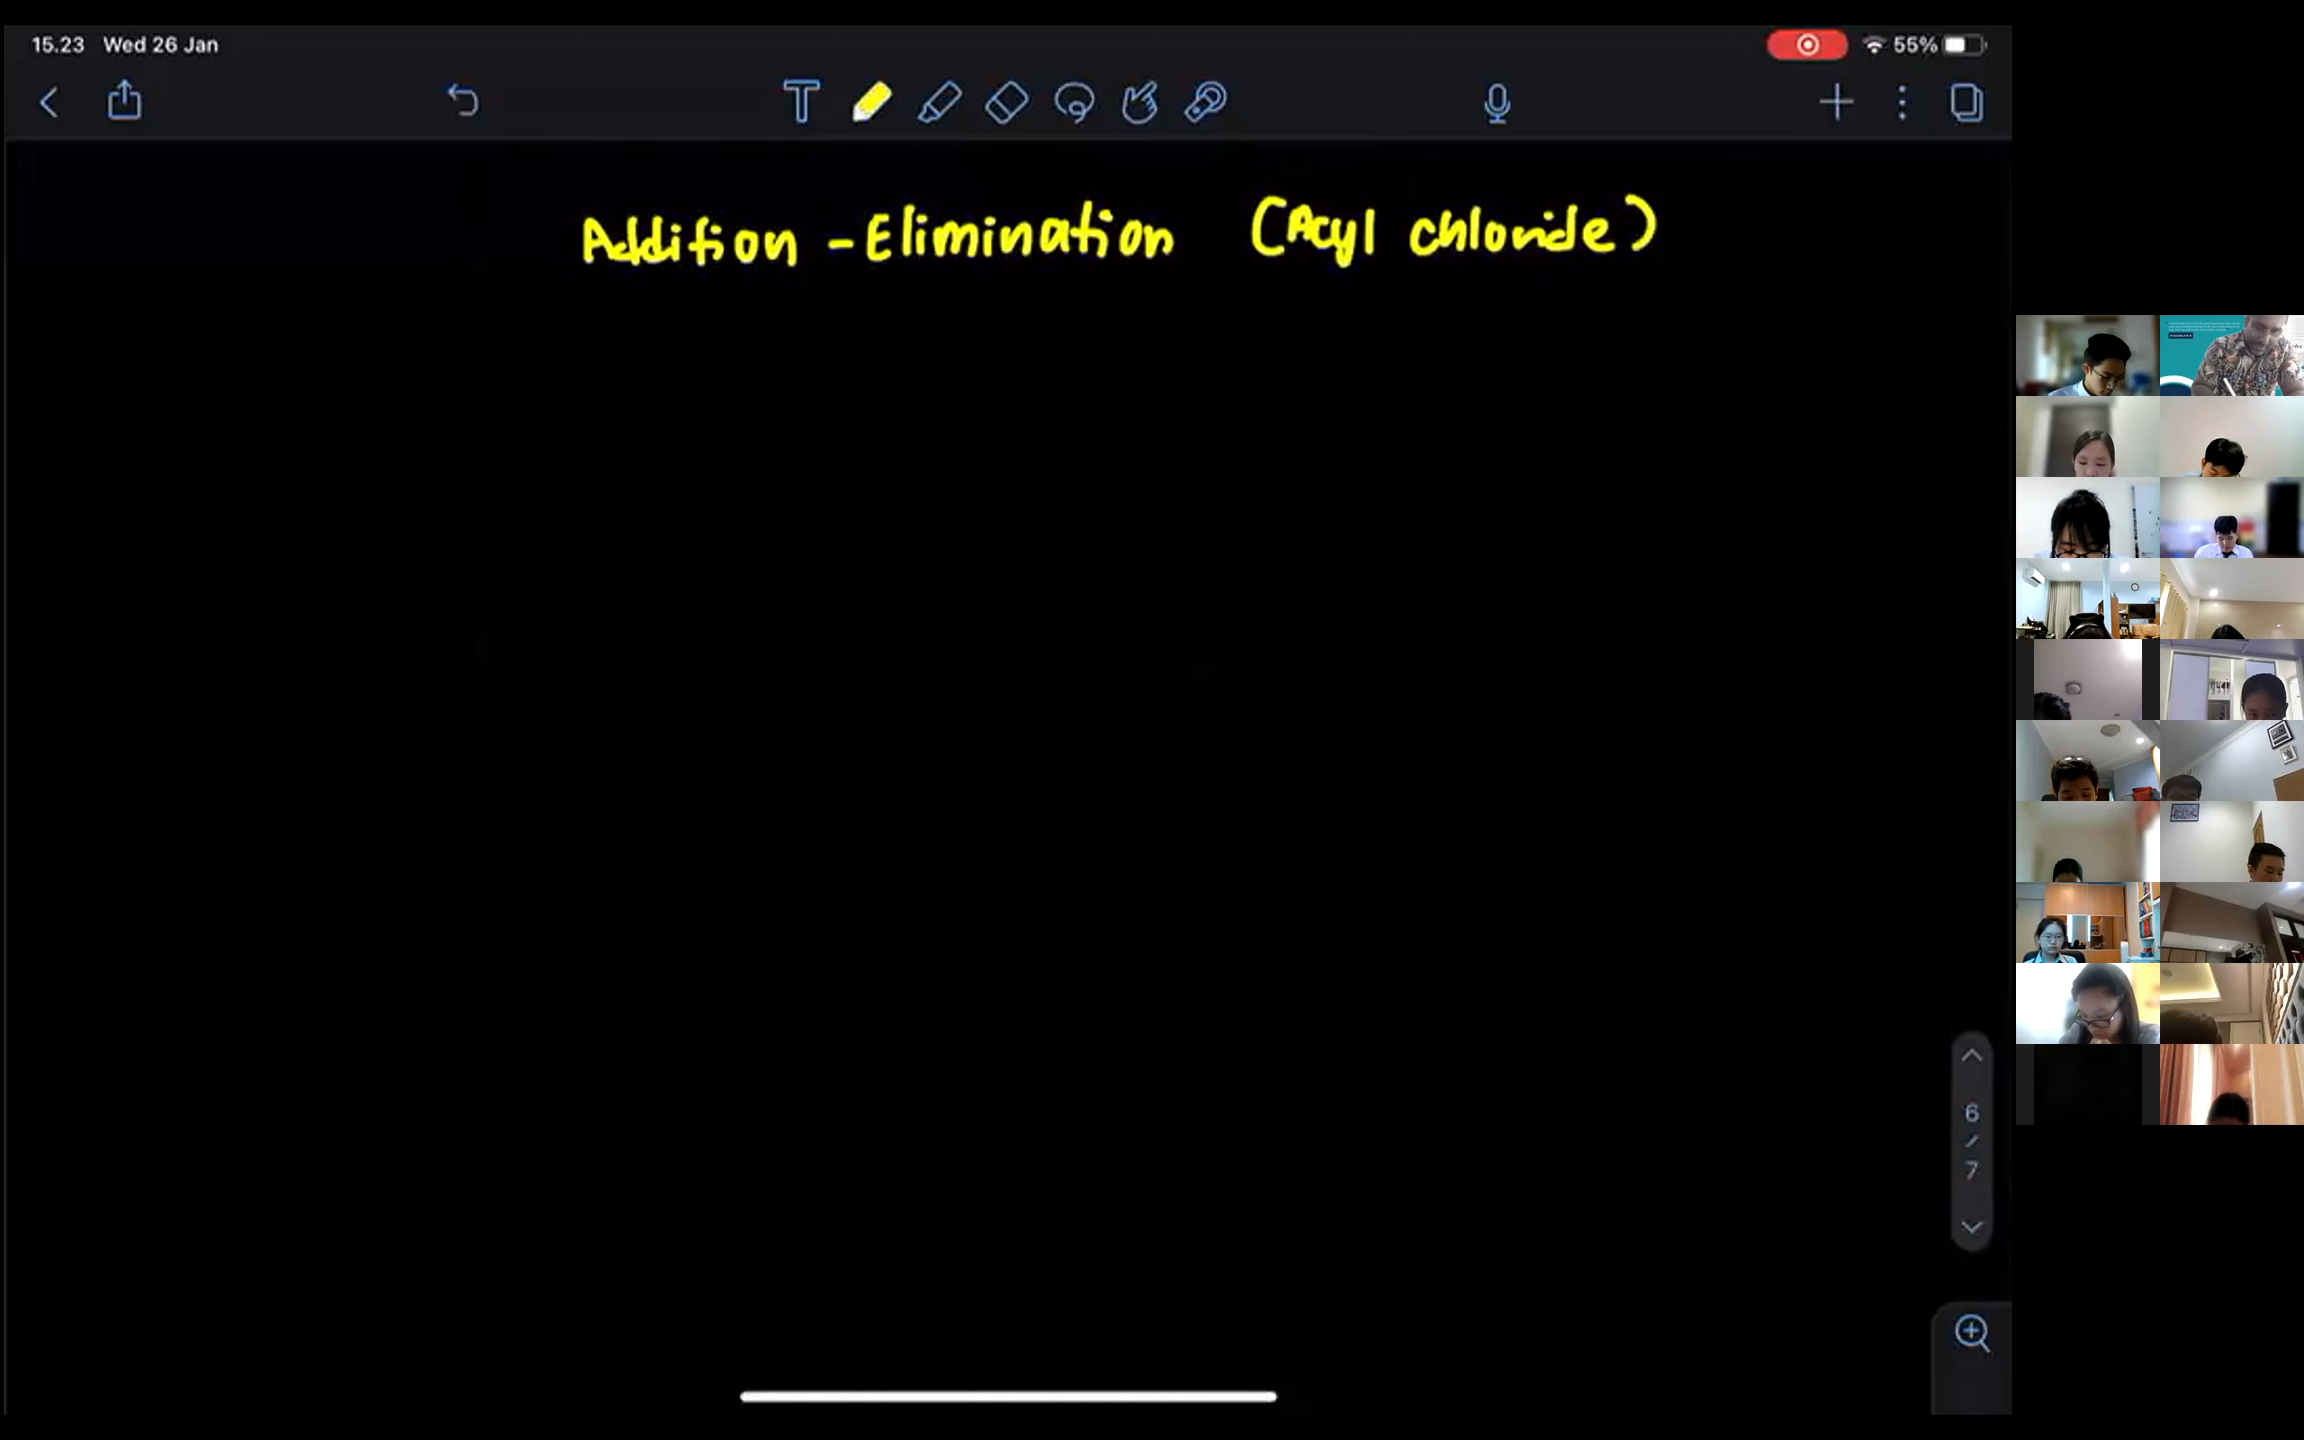 15.23 Wed 26 Jan
55%
Addition - Elimination (Acyl chloride)
6
/
7